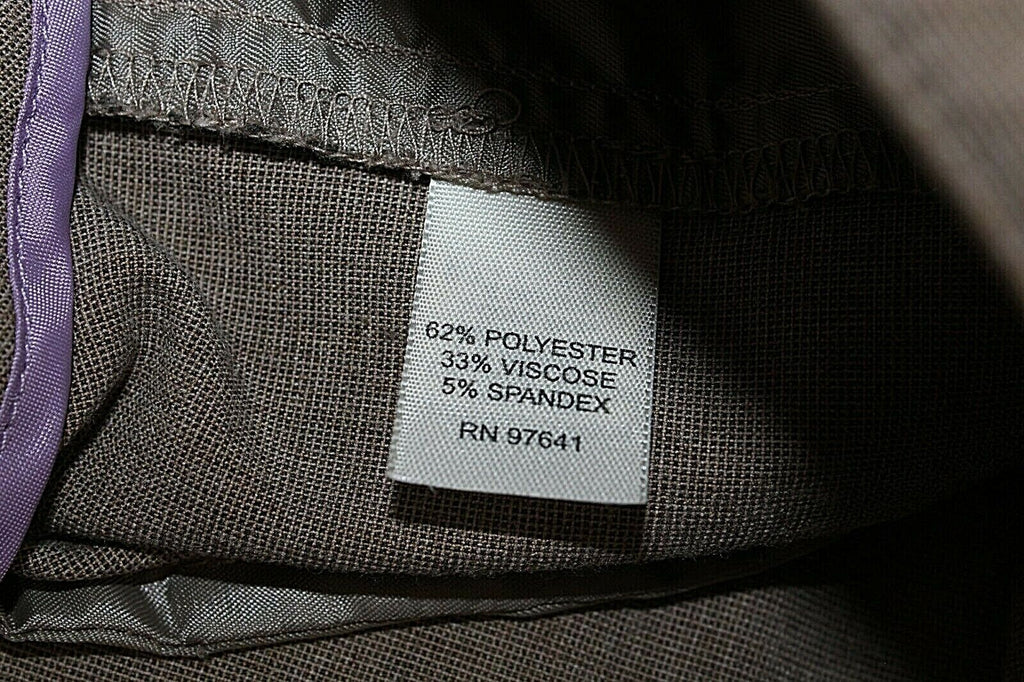 62% POLYESTER
33% VISCOSE
5% SPANDEX
RN 97641